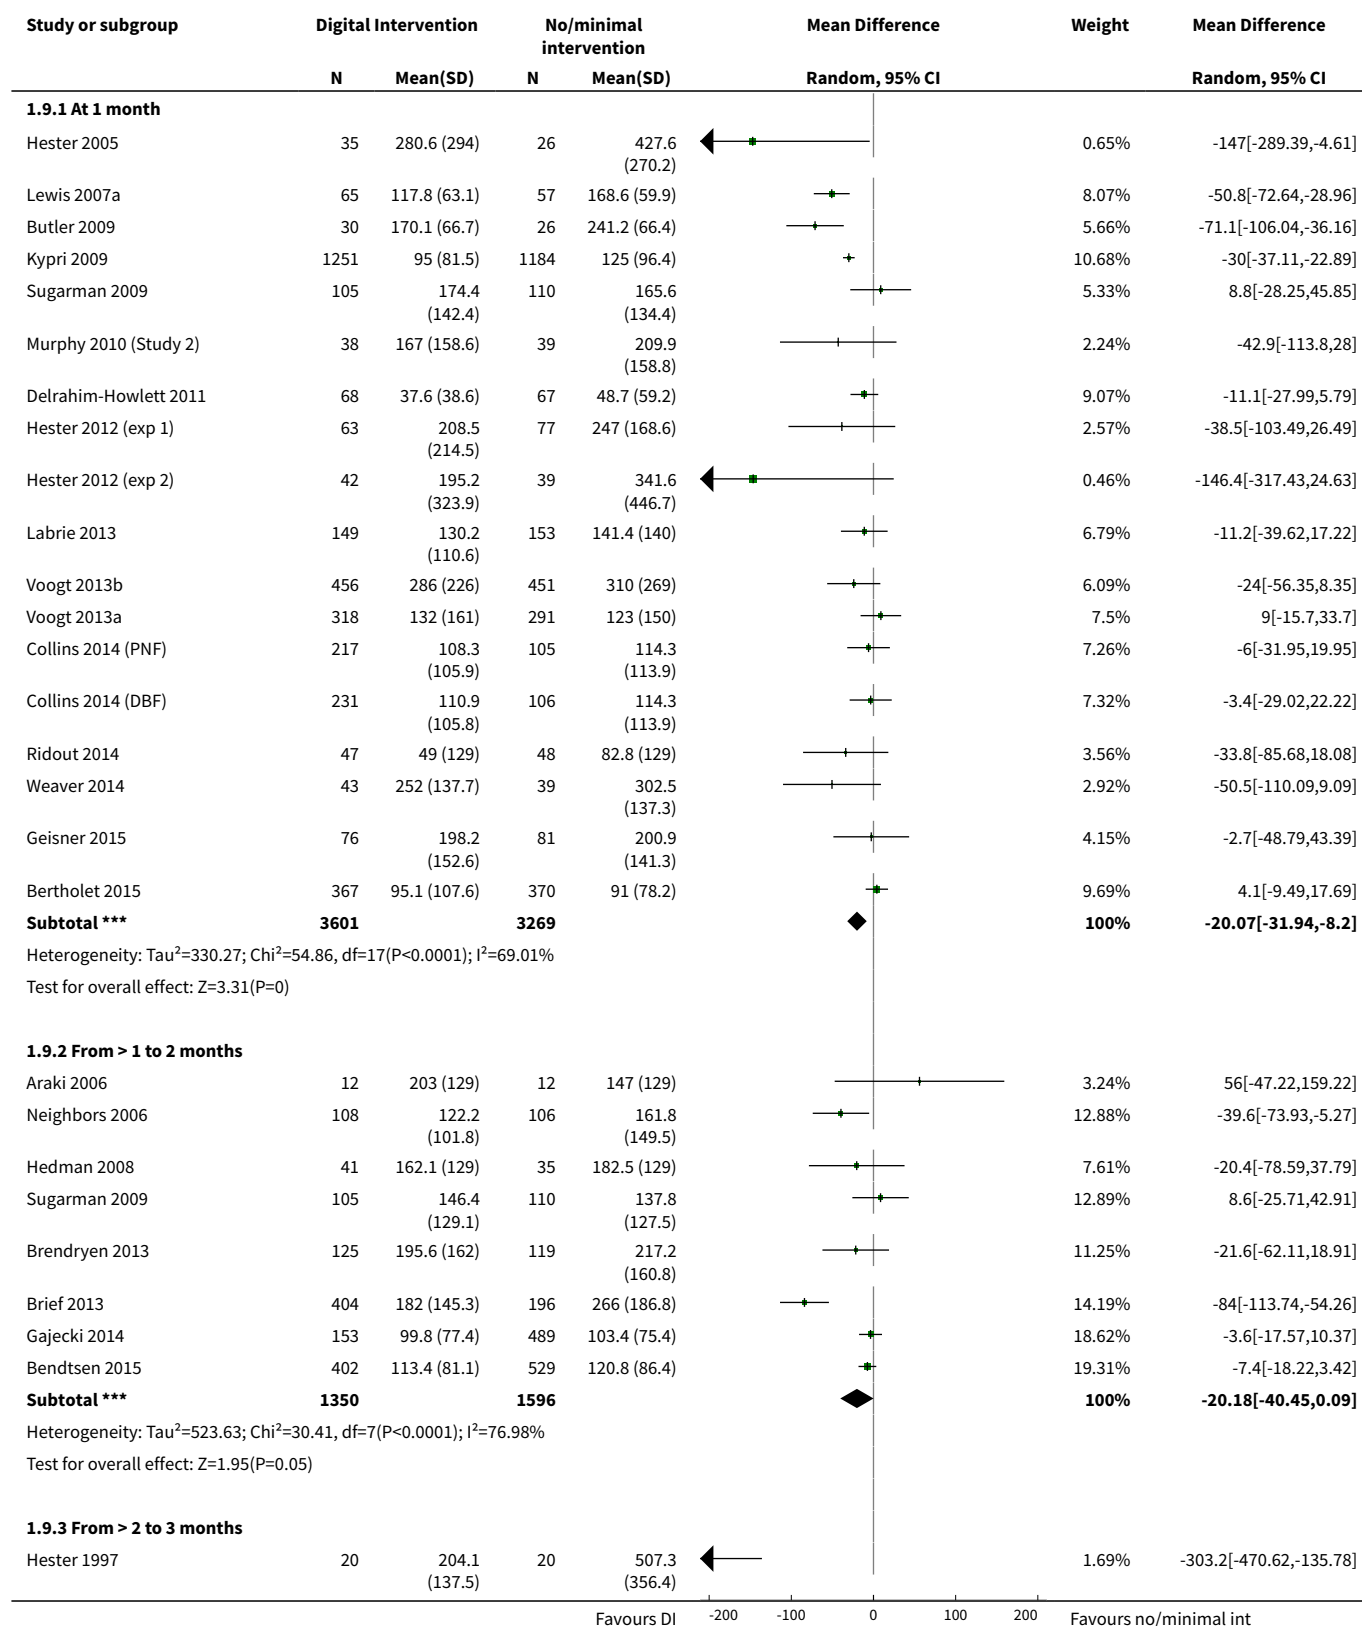 Study or subgroup Digital Intervention No/minimal intervention Mean Difference Weight Mean Difference
N Mean(SD) N Mean(SD) Random, 95% CI Random, 95% CI
1.9.1 At 1 month
Hester 2005 35 280.6 (294) 26 427.6 (270.2) 0.65% -147[-289.39,-4.61]
Lewis 2007a 65 117.8 (63.1) 57 168.6 (59.9) 8.07% -50.8[-72.64,-28.96]
Butler 2009 30 170.1 (66.7) 26 241.2 (66.4) 5.66% -71.1[-106.04,-36.16]
Kypri 2009 1251 95 (81.5) 1184 125 (96.4) 10.68% -30[-37.11,-22.89]
Sugarman 2009 105 174.4 (142.4) 110 165.6 (134.4) 5.33% 8.8[-28.25,45.85]
Murphy 2010 (Study 2) 38 167 (158.6) 39 209.9 (158.8) 2.24% -42.9[-113.8,28]
Delrahim-Howlett 2011 68 37.6 (38.6) 67 48.7 (59.2) 9.07% -11.1[-27.99,5.79]
Hester 2012 (exp 1) 63 208.5 (214.5) 77 247 (168.6) 2.57% -38.5[-103.49,26.49]
Hester 2012 (exp 2) 42 195.2 (323.9) 39 341.6 (446.7) 0.46% -146.4[-317.43,24.63]
Labrie 2013 149 130.2 (110.6) 153 141.4 (140) 6.79% -11.2[-39.62,17.22]
Voogt 2013b 456 286 (226) 451 310 (269) 6.09% -24[-56.35,8.35]
Voogt 2013a 318 132 (161) 291 123 (150) 7.5% 9[-15.7,33.7]
Collins 2014 (PNF) 217 108.3 (105.9) 105 114.3 (113.9) 7.26% -6[-31.95,19.95]
Collins 2014 (DBF) 231 110.9 (105.8) 106 114.3 (113.9) 7.32% -3.4[-29.02,22.22]
Ridout 2014 47 49 (129) 48 82.8 (129) 3.56% -33.8[-85.68,18.08]
Weaver 2014 43 252 (137.7) 39 302.5 (137.3) 2.92% -50.5[-110.09,9.09]
Geisner 2015 76 198.2 (152.6) 81 200.9 (141.3) 4.15% -2.7[-48.79,43.39]
Bertholet 2015 367 95.1 (107.6) 370 91 (78.2) 9.69% 4.1[-9.49,17.69]
Subtotal *** 3601 3269 100% -20.07[-31.94,-8.2]
Heterogeneity: Tau²=330.27; Chi²=54.86, df=17(P<0.0001); I²=69.01%
Test for overall effect: Z=3.31(P=0)
1.9.2 From > 1 to 2 months
Araki 2006 12 203 (129) 12 147 (129) 3.24% 56[-47.22,159.22]
Neighbors 2006 108 122.2 (101.8) 106 161.8 (149.5) 12.88% -39.6[-73.93,-5.27]
Hedman 2008 41 162.1 (129) 35 182.5 (129) 7.61% -20.4[-78.59,37.79]
Sugarman 2009 105 146.4 (129.1) 110 137.8 (127.5) 12.89% 8.6[-25.71,42.91]
Brendryen 2013 125 195.6 (162) 119 217.2 (160.8) 11.25% -21.6[-62.11,18.91]
Brief 2013 404 182 (145.3) 196 266 (186.8) 14.19% -84[-113.74,-54.26]
Gajecki 2014 153 99.8 (77.4) 489 103.4 (75.4) 18.62% -3.6[-17.57,10.37]
Bendtsen 2015 402 113.4 (81.1) 529 120.8 (86.4) 19.31% -7.4[-18.22,3.42]
Subtotal *** 1350 1596 100% -20.18[-40.45,0.09]
Heterogeneity: Tau²=523.63; Chi²=30.41, df=7(P<0.0001); I²=76.98%
Test for overall effect: Z=1.95(P=0.05)
1.9.3 From > 2 to 3 months
Hester 1997 20 204.1 (137.5) 20 507.3 (356.4) 1.69% -303.2[-470.62,-135.78]
Favours DI -200 -100 0 100 200 Favours no/minimal int